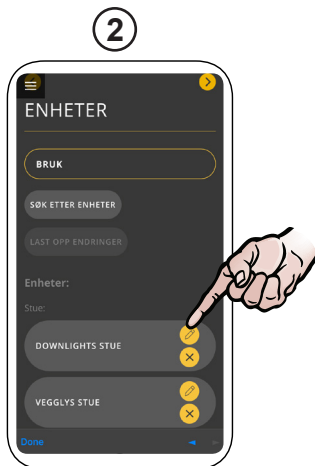 2
ENHETER
BRUK
SØK ETTER ENHETER
LAST OPP ENDRINGER
Enheter:
Stue:
DOWNLIGHTS STUE
VEGGLYS STUE
Done